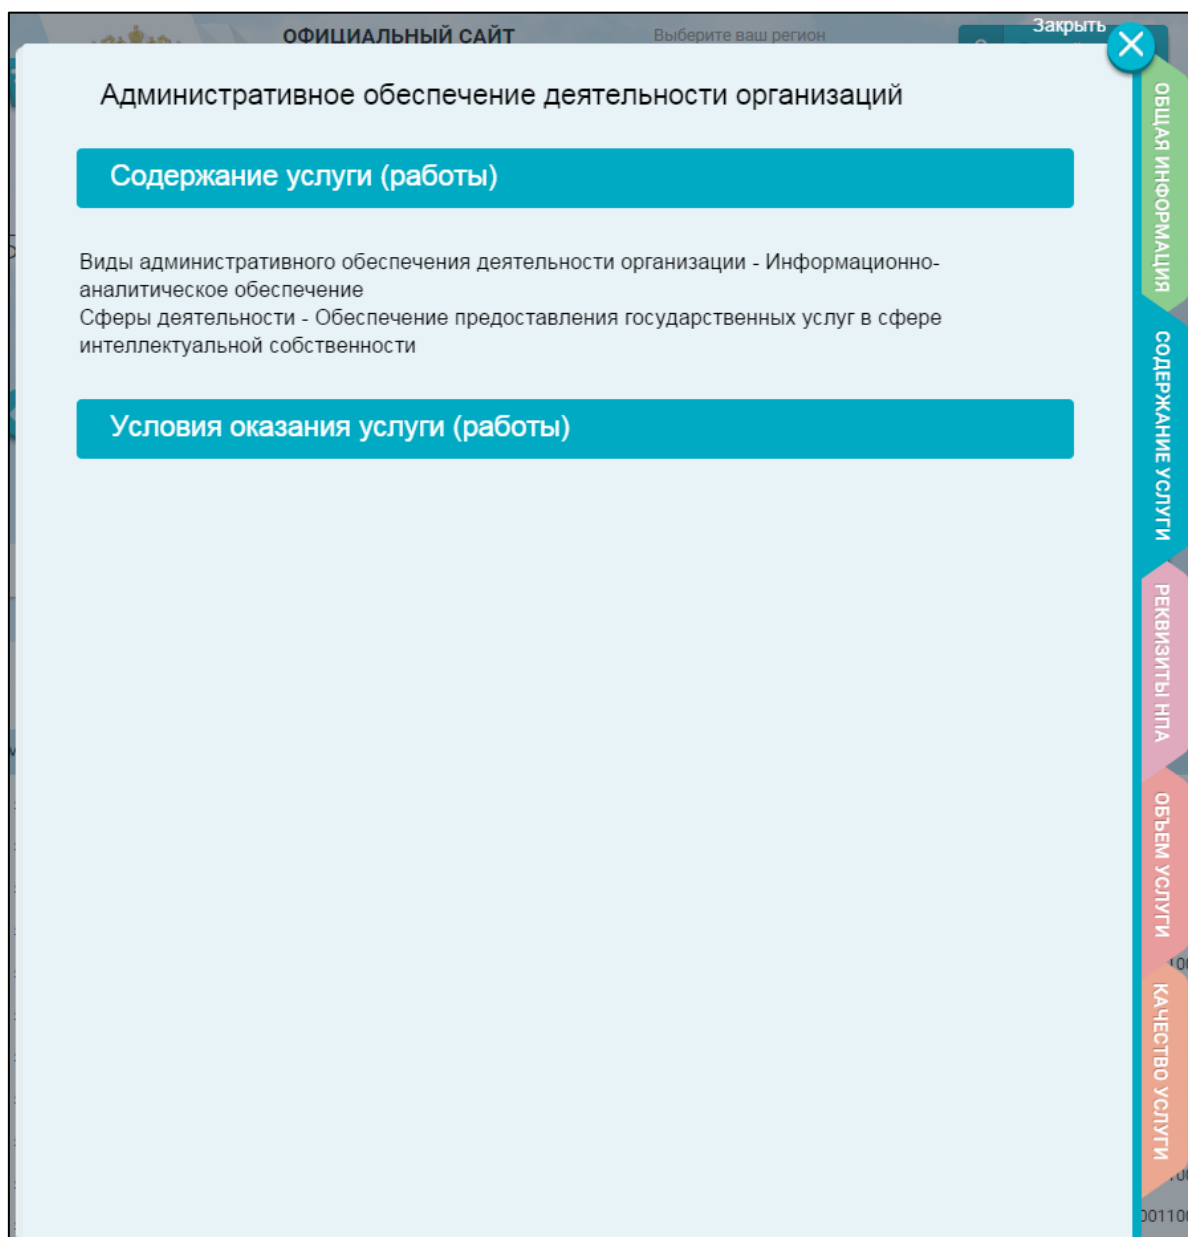 ОФИЦИАЛЬНЫЙ САЙТ
Выберите ваш регион
Закрыть
Административное обеспечение деятельности организаций
Содержание услуги (работы)
Виды административного обеспечения деятельности организации - Информационно-
аналитическое обеспечение
Сферы деятельности - Обеспечение предоставления государственных услуг в сфере
интеллектуальной собственности
Условия оказания услуги (работы)
ОБЩАЯ ИНФОРМАЦИЯ
СОДЕРЖАНИЕ УСЛУГИ
РЕКВИЗИТЫ НПА
ОБЪЕМ УСЛУГИ
КАЧЕСТВО УСЛУГИ